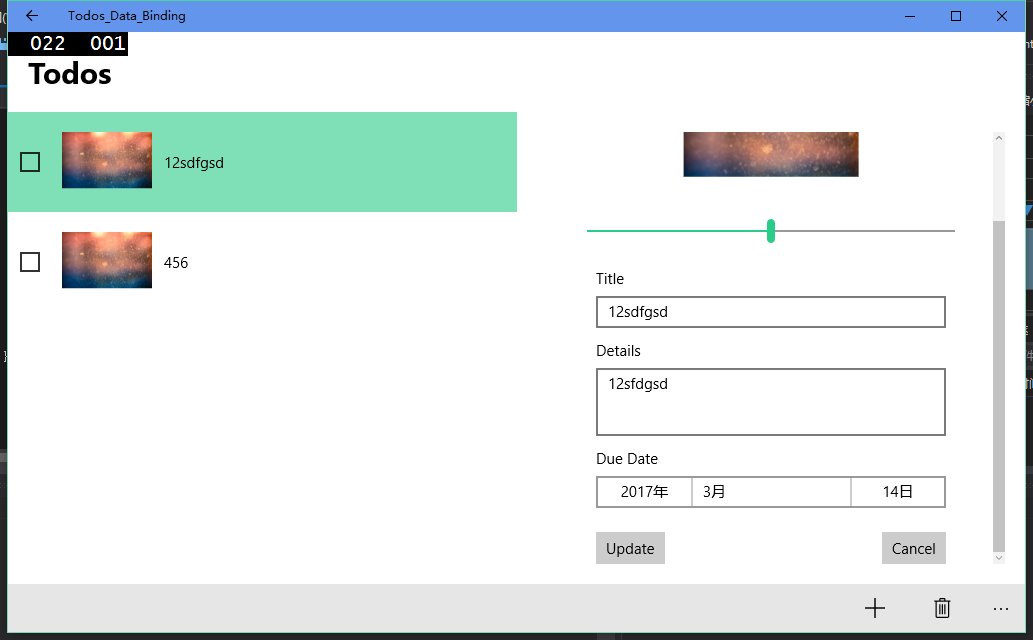 Todos_Data_Binding
022 001
Todos
12sdfgsd
456
Title
12sdfgsd
Details
12sfdgsd
Due Date
2017年 3月 14日
Update Cancel